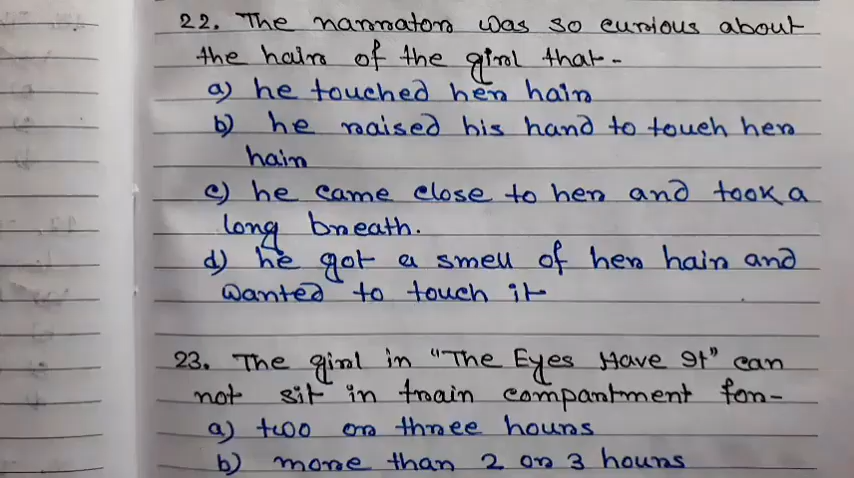 22. The narrator was so curious about
the hair of the girl that-
a) he touched her hair
b) he raised his hand to touch her
hair
c) he came close to her and took a
long breath.
d) he got a smell of her hair and
wanted to touch it
23. The girl in "The Eyes Have It" can
not sit in train compartment for-
a) two or three hours
b) more than 2 or 3 hours